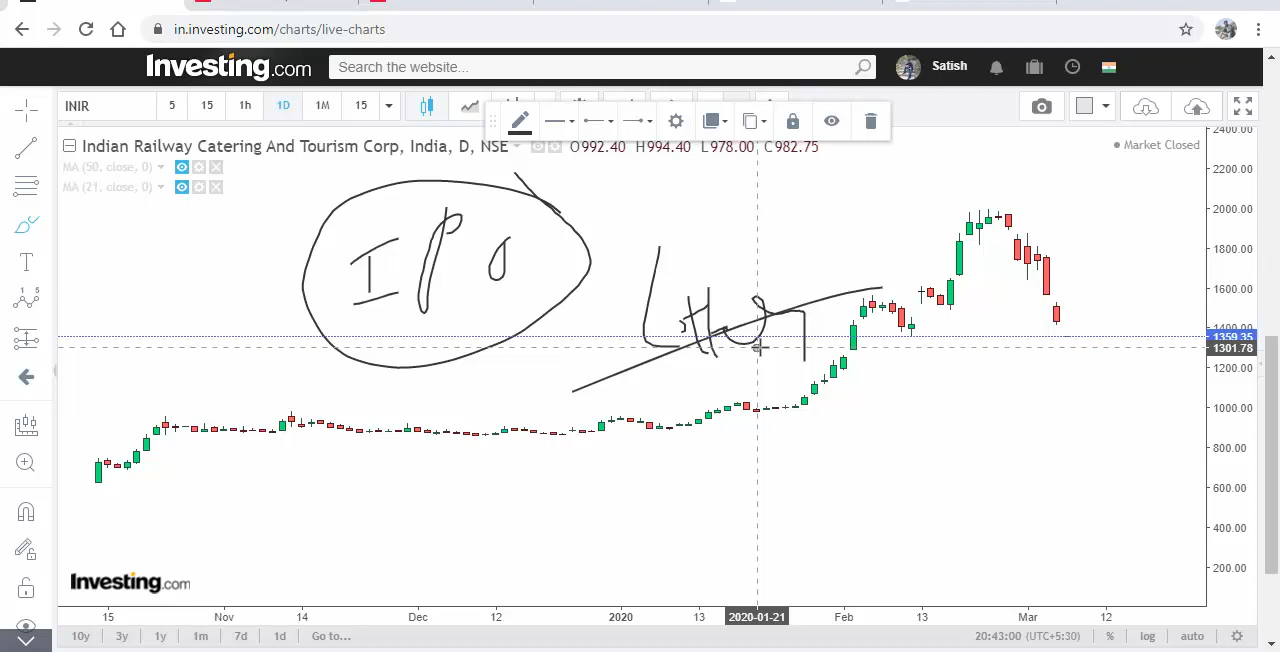 in.investing.com/charts/live-charts
Investing.com
Search the website...
Satish
INIR 5 15 1h 1D 1M 15
Indian Railway Catering And Tourism Corp, India, D, NSE O992.40 H994.40 L978.00 C982.75
Market Closed
MA (50, close, 0)
MA (21, close, 0)
IPO
2400.00
2200.00
2000.00
1800.00
1600.00
1400.00
1359.35
1301.78
1200.00
1000.00
800.00
600.00
400.00
200.00
Investing.com
15 Nov 14 Dec 12 2020 13 2020-01-21 Feb 13 Mar 12
10y 3y 1y 1m 7d 1d Go to... 20:43:00 (UTC+5:30) % log auto